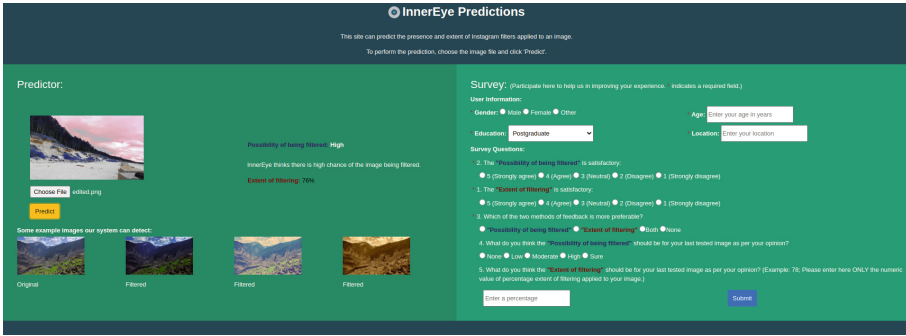 InnerEye Predictions
This site can predict the presence and extent of Instagram filters applied to an image.
To perform the prediction, choose the image file and click 'Predict'.
Predictor:
Possibility of being filtered: High
InnerEye thinks there is high chance of the image being filtered.
Extent of filtering: 76%
Choose File edited.png
Predict
Some example images our system can detect:
Original
Filtered
Filtered
Filtered
Survey: (Participate here to help us in improving your experience. * indicates a required field.)
User Information:
* Gender: Male Female Other
* Age: Enter your age in years
* Education: Postgraduate
* Location: Enter your location
Survey Questions:
* 2. The "Possibility of being filtered" is satisfactory:
5 (Strongly agree) 4 (Agree) 3 (Neutral) 2 (Disagree) 1 (Strongly disagree)
* 1. The "Extent of filtering" is satisfactory:
5 (Strongly agree) 4 (Agree) 3 (Neutral) 2 (Disagree) 1 (Strongly disagree)
* 3. Which of the two methods of feedback is more preferable?
"Possibility of being filtered" "Extent of filtering" Both None
4. What do you think the "Possibility of being filtered" should be for your last tested image as per your opinion?
None Low Moderate High Sure
5. What do you think the "Extent of filtering" should be for your last tested image as per your opinion? (Example: 78; Please enter here ONLY the numeric
value of percentage extent of filtering applied to your image.)
Enter a percentage
Submit